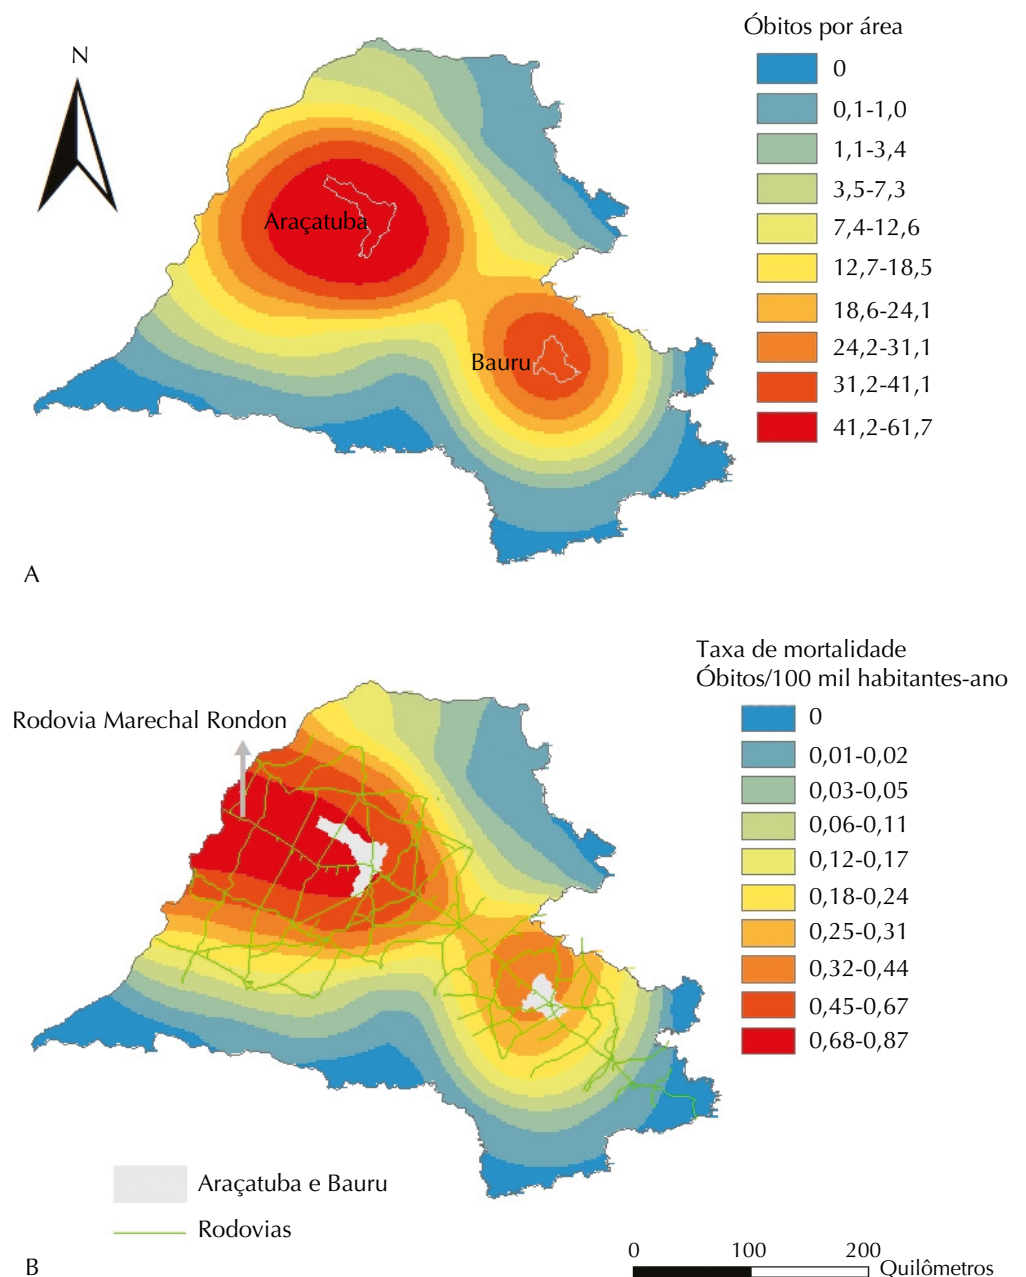 A
N
Óbitos por área
0
0,1-1,0
1,1-3,4
3,5-7,3
7,4-12,6
12,7-18,5
18,6-24,1
24,2-31,1
31,2-41,1
41,2-61,7
Araçatuba
Bauru
A
Taxa de mortalidade
Óbitos/100 mil habitantes-ano
0
0,01-0,02
0,03-0,05
0,06-0,11
0,12-0,17
0,18-0,24
0,25-0,31
0,32-0,44
0,45-0,67
0,68-0,87
Rodovia Marechal Rondon
Araçatuba e Bauru
Rodovias
B
0 100 200
Quilômetros